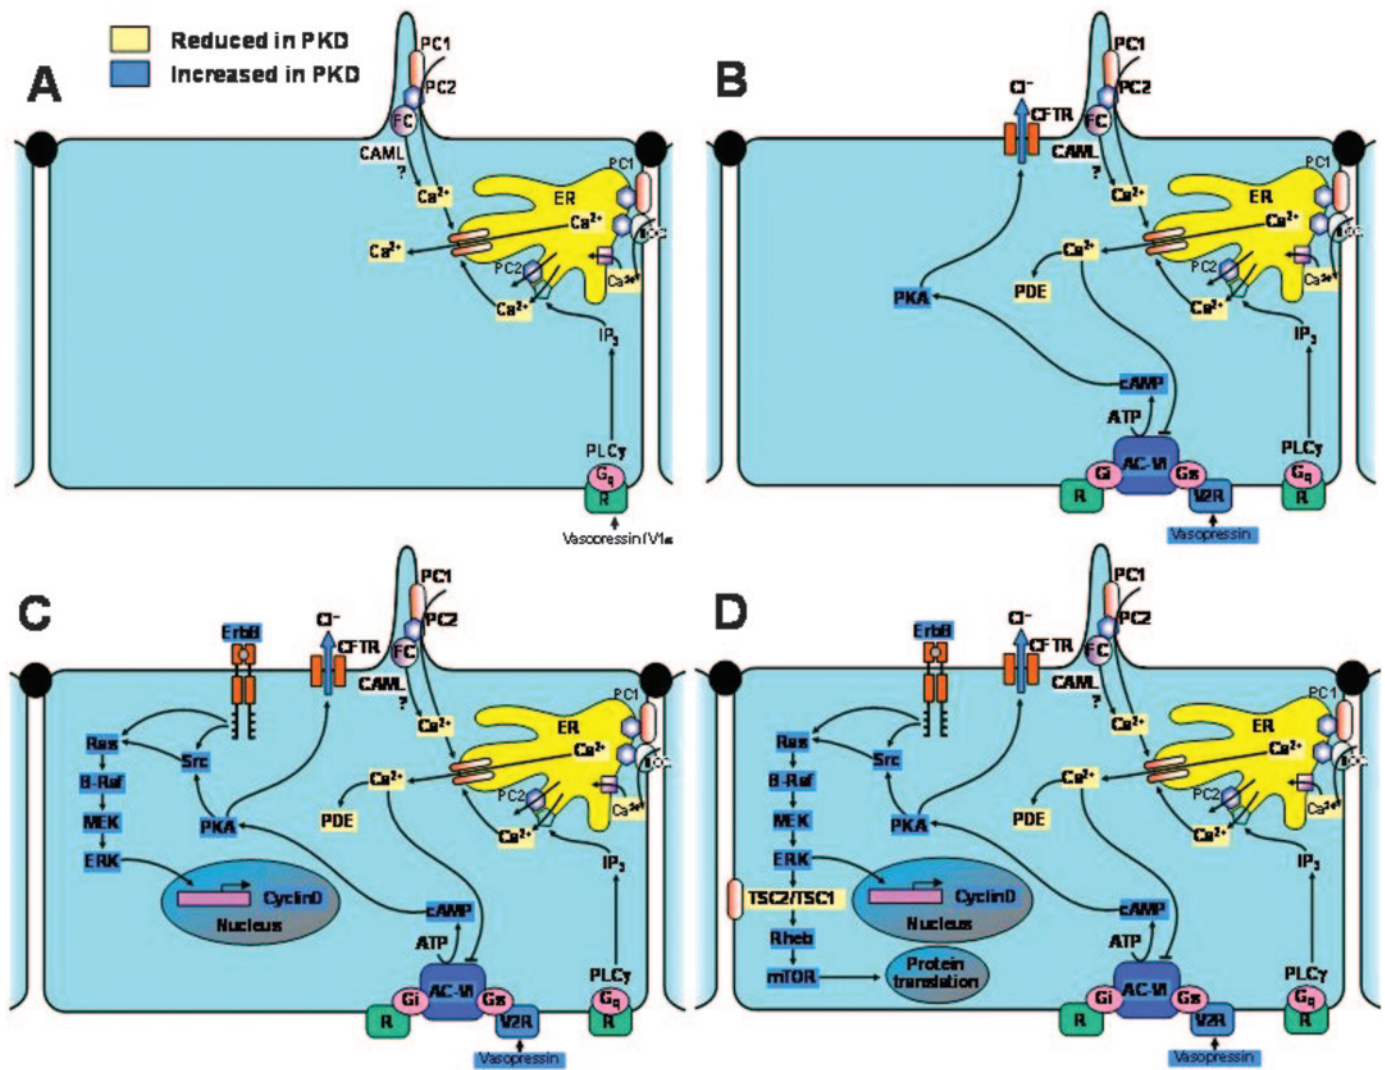 Reduced in PKD
Increased in PKD
A
PC1
PC2
FC
CAML
?
Ca²⁺
ER
PC1
Ca²⁺
Ca²⁺
PC2
Ca²⁺
Ca²⁺
IP₃
PLCγ
Gq
R
B
PC1
PC2
Cl⁻
CFTR
FC
CAML
?
Ca²⁺
ER
PC1
Ca²⁺
Ca²⁺
PC2
Ca²⁺
Ca²⁺
PDE
PKA
IP₃
cAMP
ATP
PLCγ
AC-VI
Gi
Gs
Gq
R
V2R
R
Vasopressin
C
PC1
PC2
Cl⁻
ErbB
CFTR
FC
CAML
?
Ca²⁺
ER
PC1
Ras
Src
Ca²⁺
Ca²⁺
B-Raf
PC2
MEK
PKA
PDE
Ca²⁺
Ca²⁺
ERK
IP₃
CyclinD
Nucleus
cAMP
ATP
PLCγ
AC-VI
Gi
Gs
Gq
R
V2R
R
Vasopressin
D
PC1
PC2
Cl⁻
ErbB
CFTR
FC
CAML
?
Ca²⁺
ER
PC1
Ras
Src
Ca²⁺
Ca²⁺
B-Raf
PC2
MEK
PKA
PDE
Ca²⁺
Ca²⁺
ERK
IP₃
TSC2/TSC1
CyclinD
Nucleus
cAMP
Rheb
ATP
mTOR
Protein
translation
PLCγ
AC-VI
Gi
Gs
Gq
R
V2R
R
Vasopressin